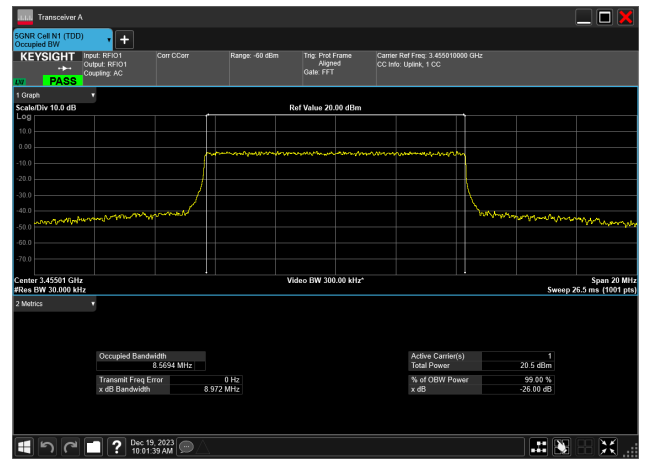 Transceiver A
5GNR Cell N1 (TDD)
Occupied BW
KEYSIGHT
Input: RFIO1
Output: RFIO1
Coupling: AC
Corr CCorr
Range: -60 dBm
Trig: Prot Frame
Aligned
Gate: FFT
Carrier Ref Freq: 3.455010000 GHz
CC Info: Uplink, 1 CC
PASS
1 Graph
Scale/Div 10.0 dB
Ref Value 20.00 dBm
Log
10.0
0.00
-10.0
-20.0
-30.0
-40.0
-50.0
-60.0
-70.0
Center 3.45501 GHz
Video BW 300.00 kHz*
Span 20 MHz
#Res BW 30.000 kHz
Sweep 26.5 ms (1001 pts)
2 Metrics
Occupied Bandwidth
8.5694 MHz
Active Carrier(s) 1
Total Power 20.5 dBm
Transmit Freq Error 0 Hz
x dB Bandwidth 8.972 MHz
% of OBW Power 99.00 %
x dB -26.00 dB
Dec 19, 2023
10:01:39 AM